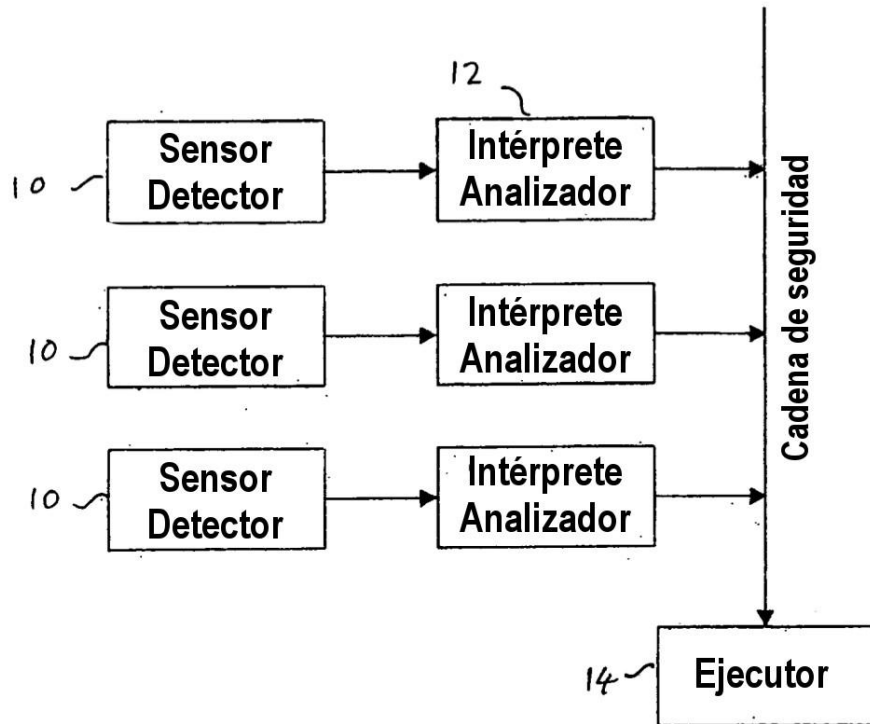 12
Sensor
Detector
Intérprete
Analizador
10
Sensor
Detector
Intérprete
Analizador
10
Sensor
Detector
Intérprete
Analizador
10
Cadena de seguridad
14
Ejecutor